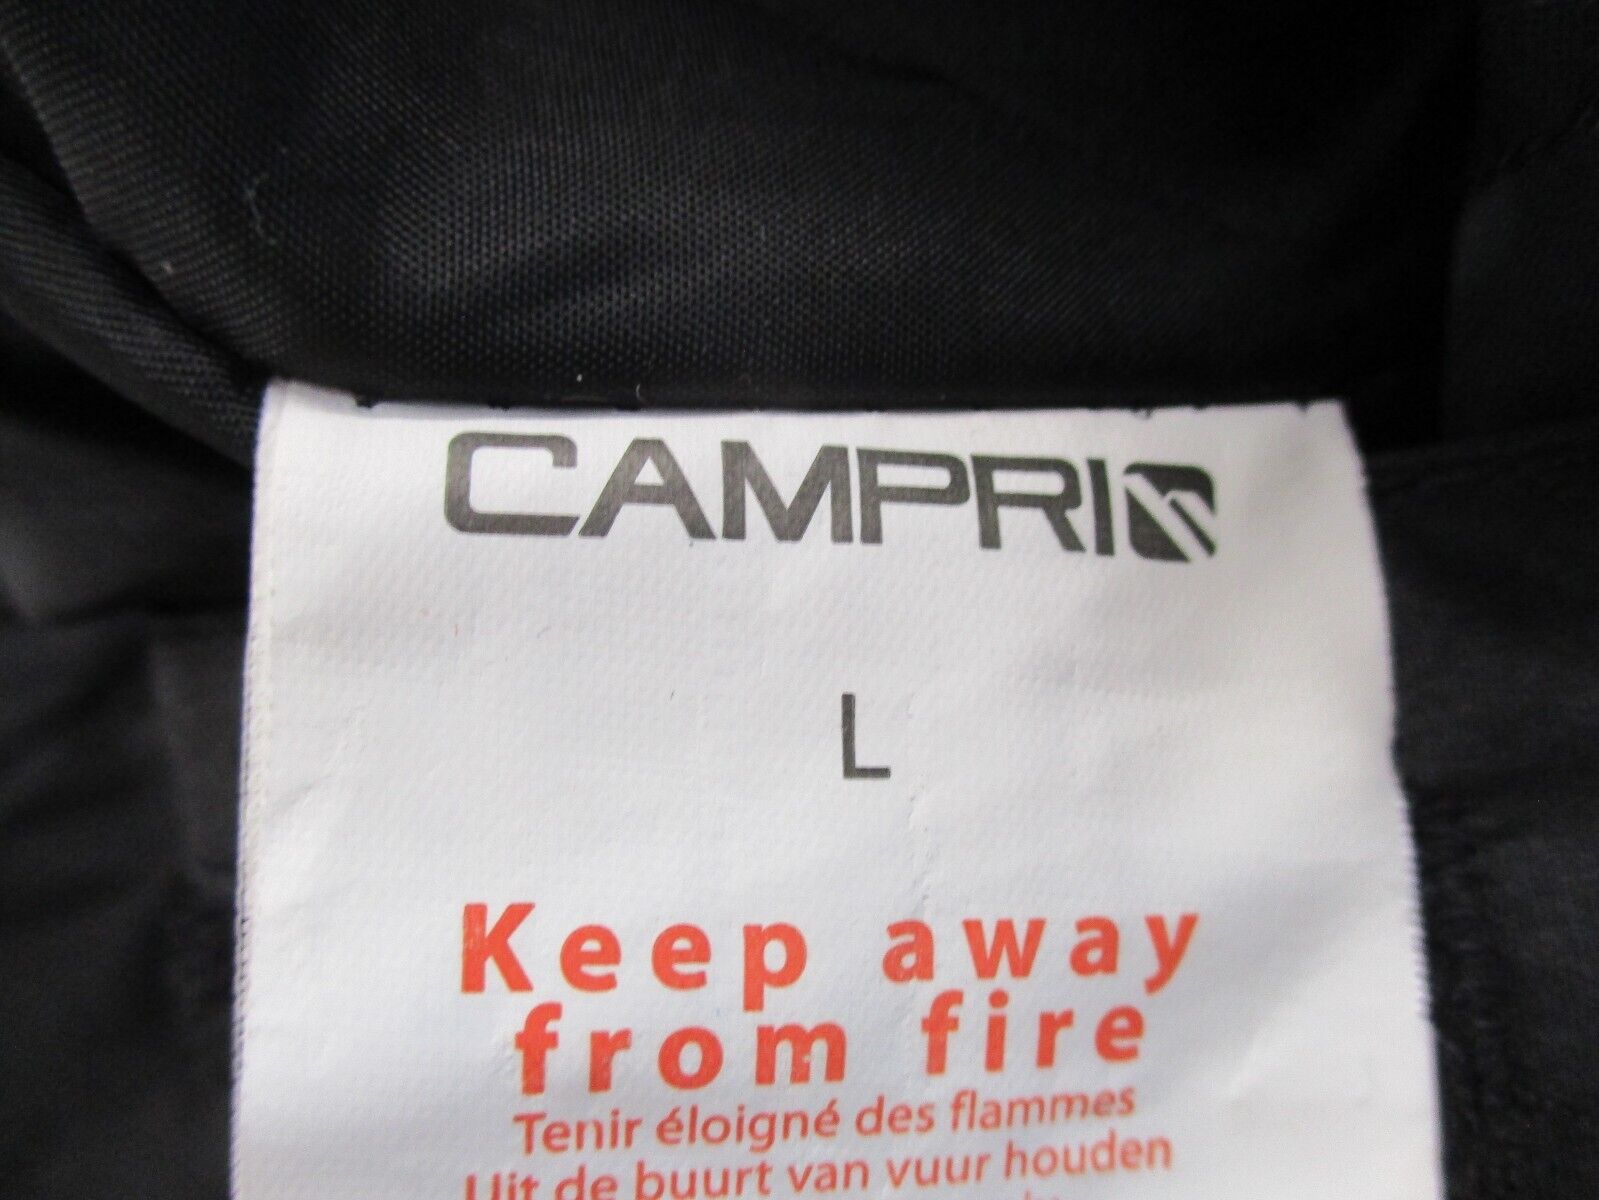 CAMPRI
L
Keep away
from fire
Tenir éloigné des flammes
Uit de buurt van vuur houden